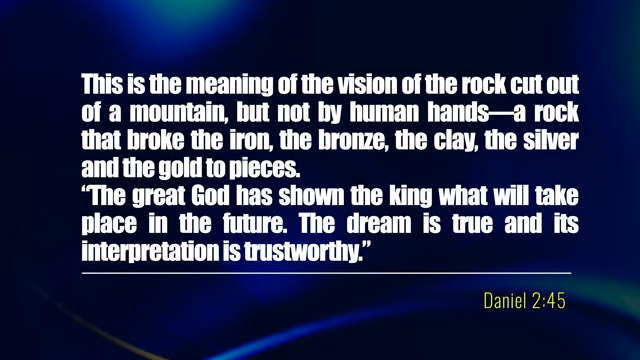 This is the meaning of the vision of the rock cut out
of a mountain, but not by human hands—a rock
that broke the iron, the bronze, the clay, the silver
and the gold to pieces.
“The great God has shown the king what will take
place in the future. The dream is true and its
interpretation is trustworthy.”
Daniel 2:45